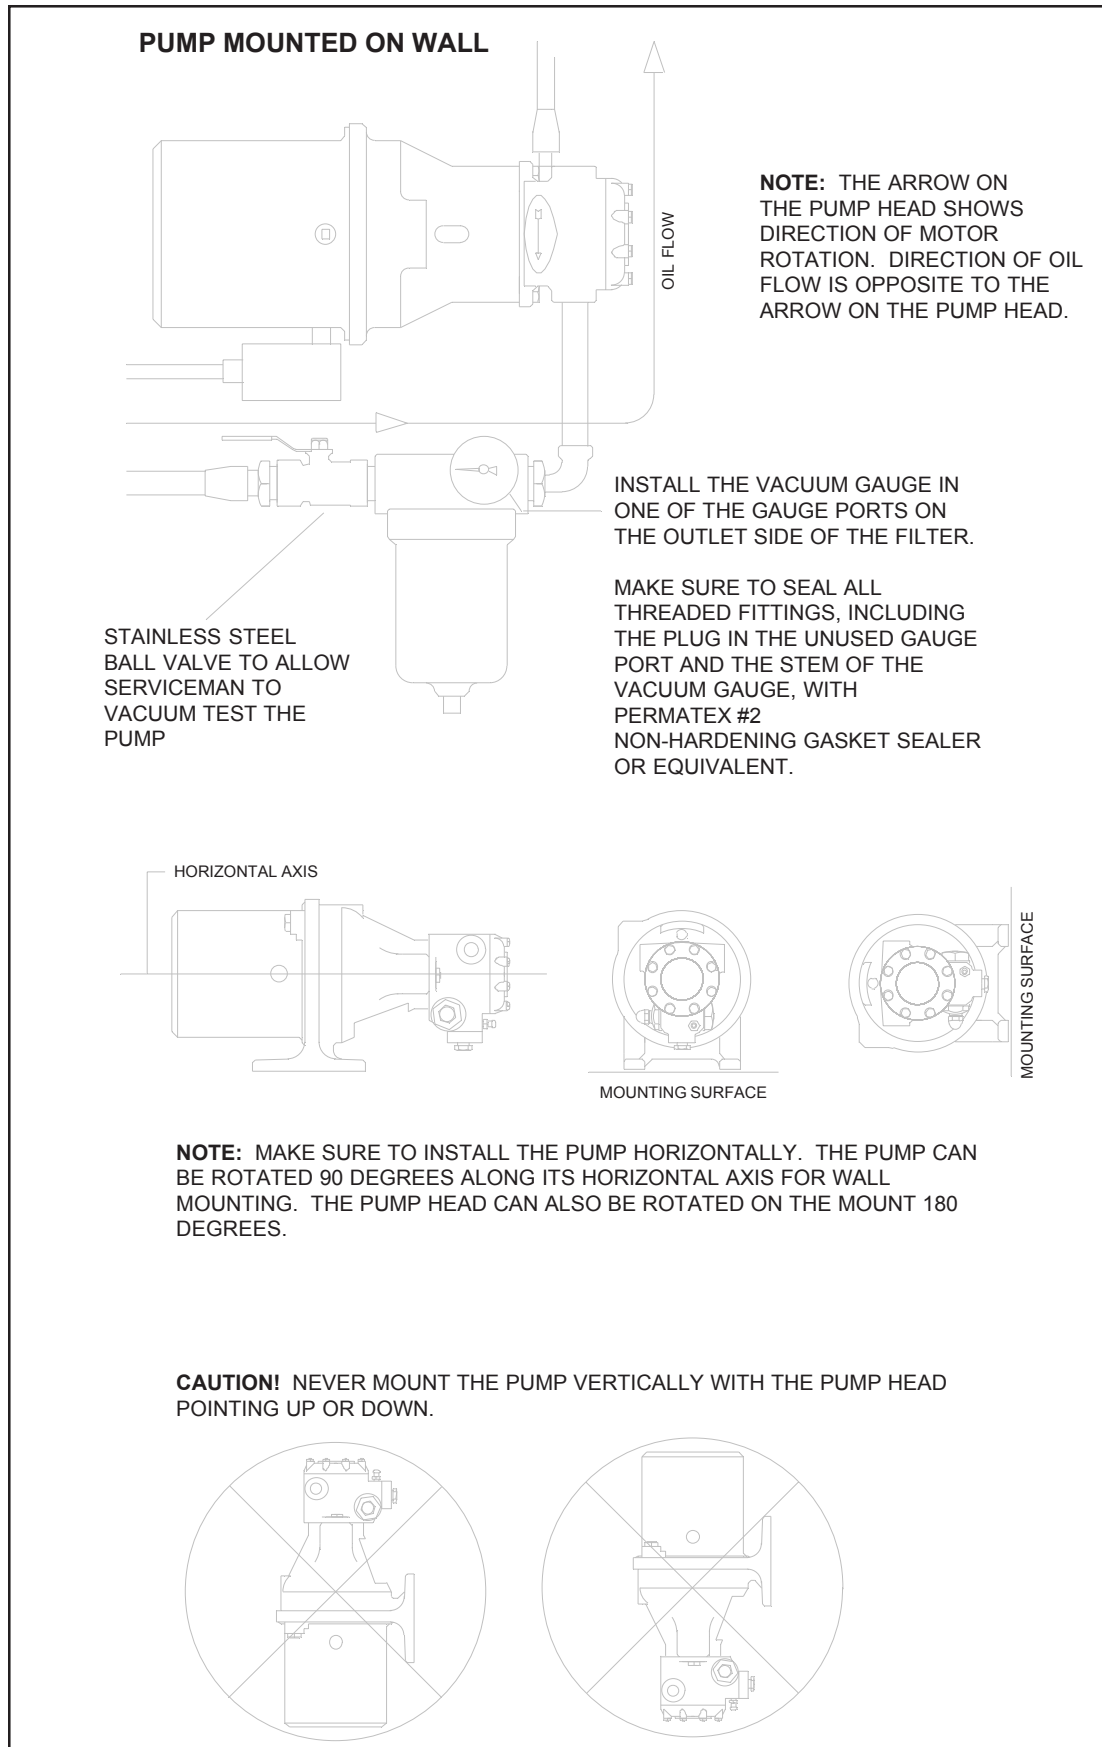 PUMP MOUNTED ON WALL
OIL FLOW
NOTE: THE ARROW ON
THE PUMP HEAD SHOWS
DIRECTION OF MOTOR
ROTATION. DIRECTION OF OIL
FLOW IS OPPOSITE TO THE
ARROW ON THE PUMP HEAD.
INSTALL THE VACUUM GAUGE IN
ONE OF THE GAUGE PORTS ON
THE OUTLET SIDE OF THE FILTER.
MAKE SURE TO SEAL ALL
THREADED FITTINGS, INCLUDING
THE PLUG IN THE UNUSED GAUGE
PORT AND THE STEM OF THE
VACUUM GAUGE, WITH
PERMATEX #2
NON-HARDENING GASKET SEALER
OR EQUIVALENT.
STAINLESS STEEL
BALL VALVE TO ALLOW
SERVICEMAN TO
VACUUM TEST THE
PUMP
HORIZONTAL AXIS
MOUNTING SURFACE
MOUNTING SURFACE
NOTE: MAKE SURE TO INSTALL THE PUMP HORIZONTALLY. THE PUMP CAN
BE ROTATED 90 DEGREES ALONG ITS HORIZONTAL AXIS FOR WALL
MOUNTING. THE PUMP HEAD CAN ALSO BE ROTATED ON THE MOUNT 180
DEGREES.
CAUTION! NEVER MOUNT THE PUMP VERTICALLY WITH THE PUMP HEAD
POINTING UP OR DOWN.